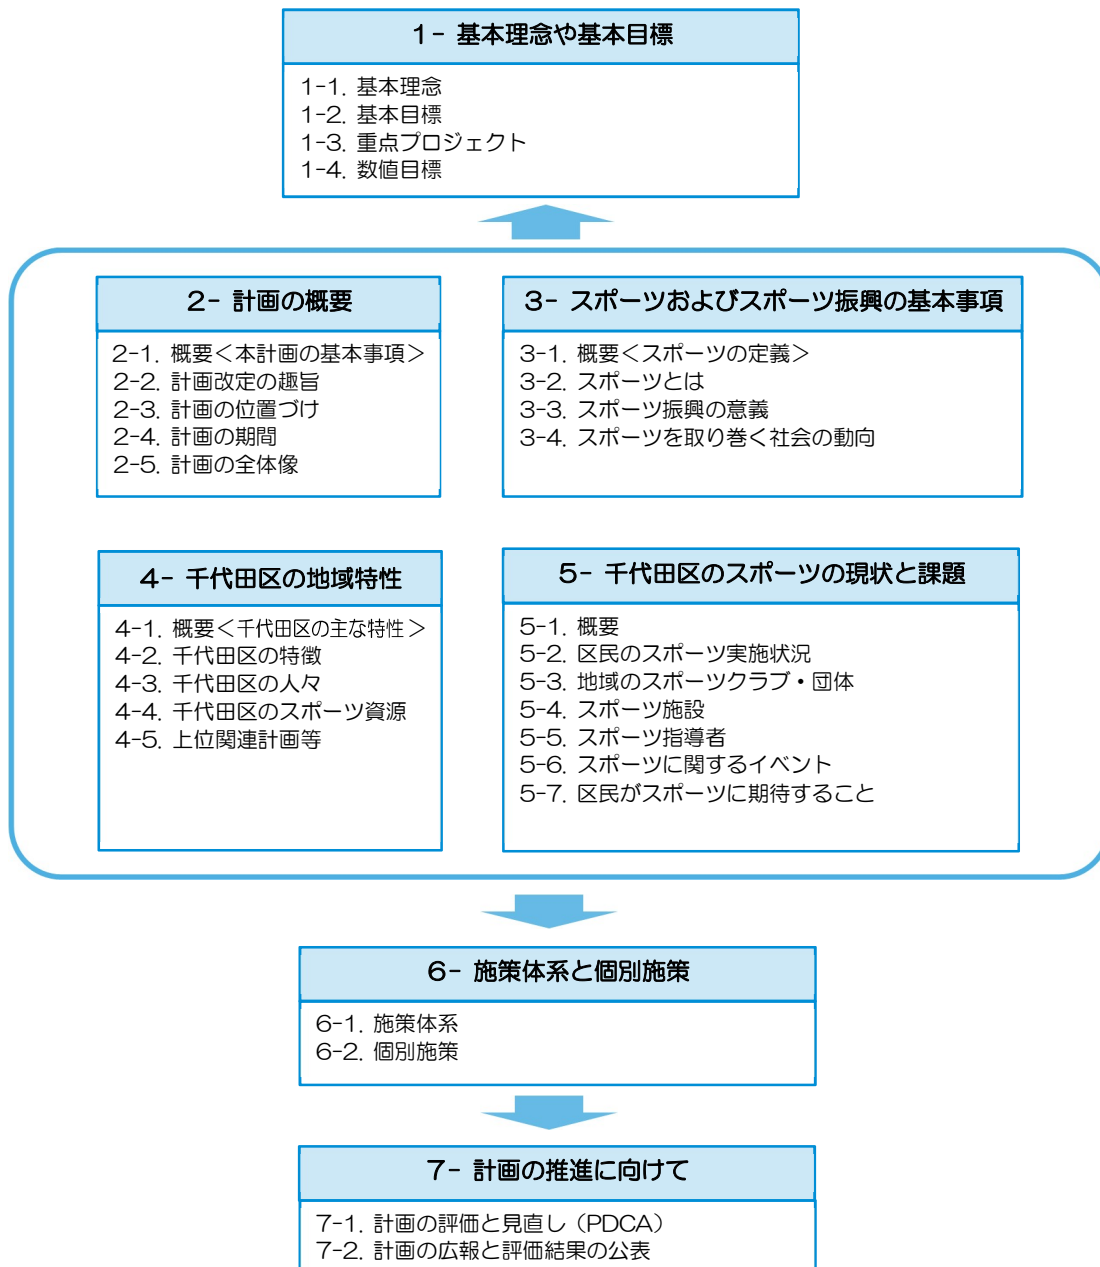 1- 基本理念や基本目標
1-1. 基本理念
1-2. 基本目標
1-3. 重点プロジェクト
1-4. 数値目標
2- 計画の概要
2-1. 概要＜本計画の基本事項＞
2-2. 計画改定の趣旨
2-3. 計画の位置づけ
2-4. 計画の期間
2-5. 計画の全体像
3- スポーツおよびスポーツ振興の基本事項
3-1. 概要＜スポーツの定義＞
3-2. スポーツとは
3-3. スポーツ振興の意義
3-4. スポーツを取り巻く社会の動向
4- 千代田区の地域特性
4-1. 概要＜千代田区の主な特性＞
4-2. 千代田区の特徴
4-3. 千代田区の人々
4-4. 千代田区のスポーツ資源
4-5. 上位関連計画等
5- 千代田区のスポーツの現状と課題
5-1. 概要
5-2. 区民のスポーツ実施状況
5-3. 地域のスポーツクラブ・団体
5-4. スポーツ施設
5-5. スポーツ指導者
5-6. スポーツに関するイベント
5-7. 区民がスポーツに期待すること
6- 施策体系と個別施策
6-1. 施策体系
6-2. 個別施策
7- 計画の推進に向けて
7-1. 計画の評価と見直し（PDCA）
7-2. 計画の広報と評価結果の公表